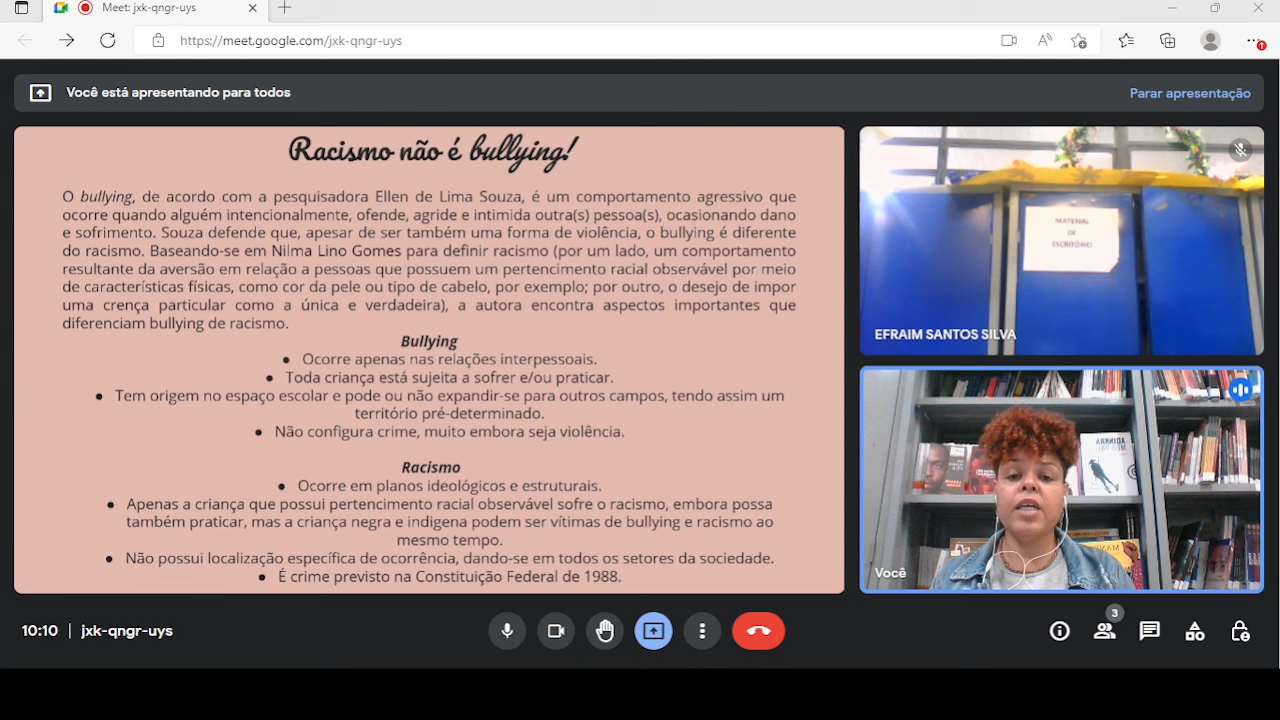 Meet: jxk-qngr-uys
https://meet.google.com/jxk-qngr-uys
Você está apresentando para todos
Parar apresentação
Racismo não é bullying!
O bullying, de acordo com a pesquisadora Ellen de Lima Souza, é um comportamento agressivo que
ocorre quando alguém intencionalmente, ofende, agride e intimida outra(s) pessoa(s), ocasionando dano
e sofrimento. Souza defende que, apesar de ser também uma forma de violência, o bullying é diferente
do racismo. Baseando-se em Nilma Lino Gomes para definir racismo (por um lado, um comportamento
resultante da aversão em relação a pessoas que possuem um pertencimento racial observável por meio
de características físicas, como cor da pele ou tipo de cabelo, por exemplo; por outro, o desejo de impor
uma crença particular como a única e verdadeira), a autora encontra aspectos importantes que
diferenciam bullying de racismo.
Bullying
● Ocorre apenas nas relações interpessoais.
● Toda criança está sujeita a sofrer e/ou praticar.
● Tem origem no espaço escolar e pode ou não expandir-se para outros campos, tendo assim um
território pré-determinado.
● Não configura crime, muito embora seja violência.
Racismo
● Ocorre em planos ideológicos e estruturais.
● Apenas a criança que possui pertencimento racial observável sofre o racismo, embora possa
também praticar, mas a criança negra e indigena podem ser vítimas de bullying e racismo ao
mesmo tempo.
● Não possui localização específica de ocorrência, dando-se em todos os setores da sociedade.
● É crime previsto na Constituição Federal de 1988.
MATERIAL
DE
ESCRITÓRIO
EFRAIM SANTOS SILVA
ADINKRA
Você
10:10 | jxk-qngr-uys
3